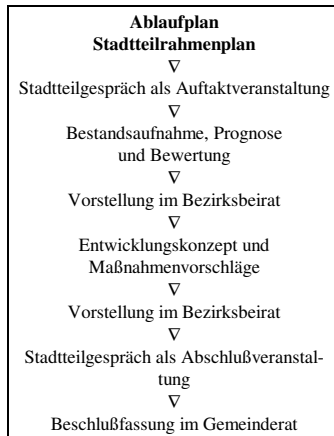 Ablaufplan
Stadtteilrahmenplan
∇
Stadtteilgespräch als Auftaktveranstaltung
∇
Bestandsaufnahme, Prognose
und Bewertung
∇
Vorstellung im Bezirksbeirat
∇
Entwicklungskonzept und
Maßnahmenvorschläge
∇
Vorstellung im Bezirksbeirat
∇
Stadtteilgespräch als Abschlußveranstal-
tung
∇
Beschlußfassung im Gemeinderat